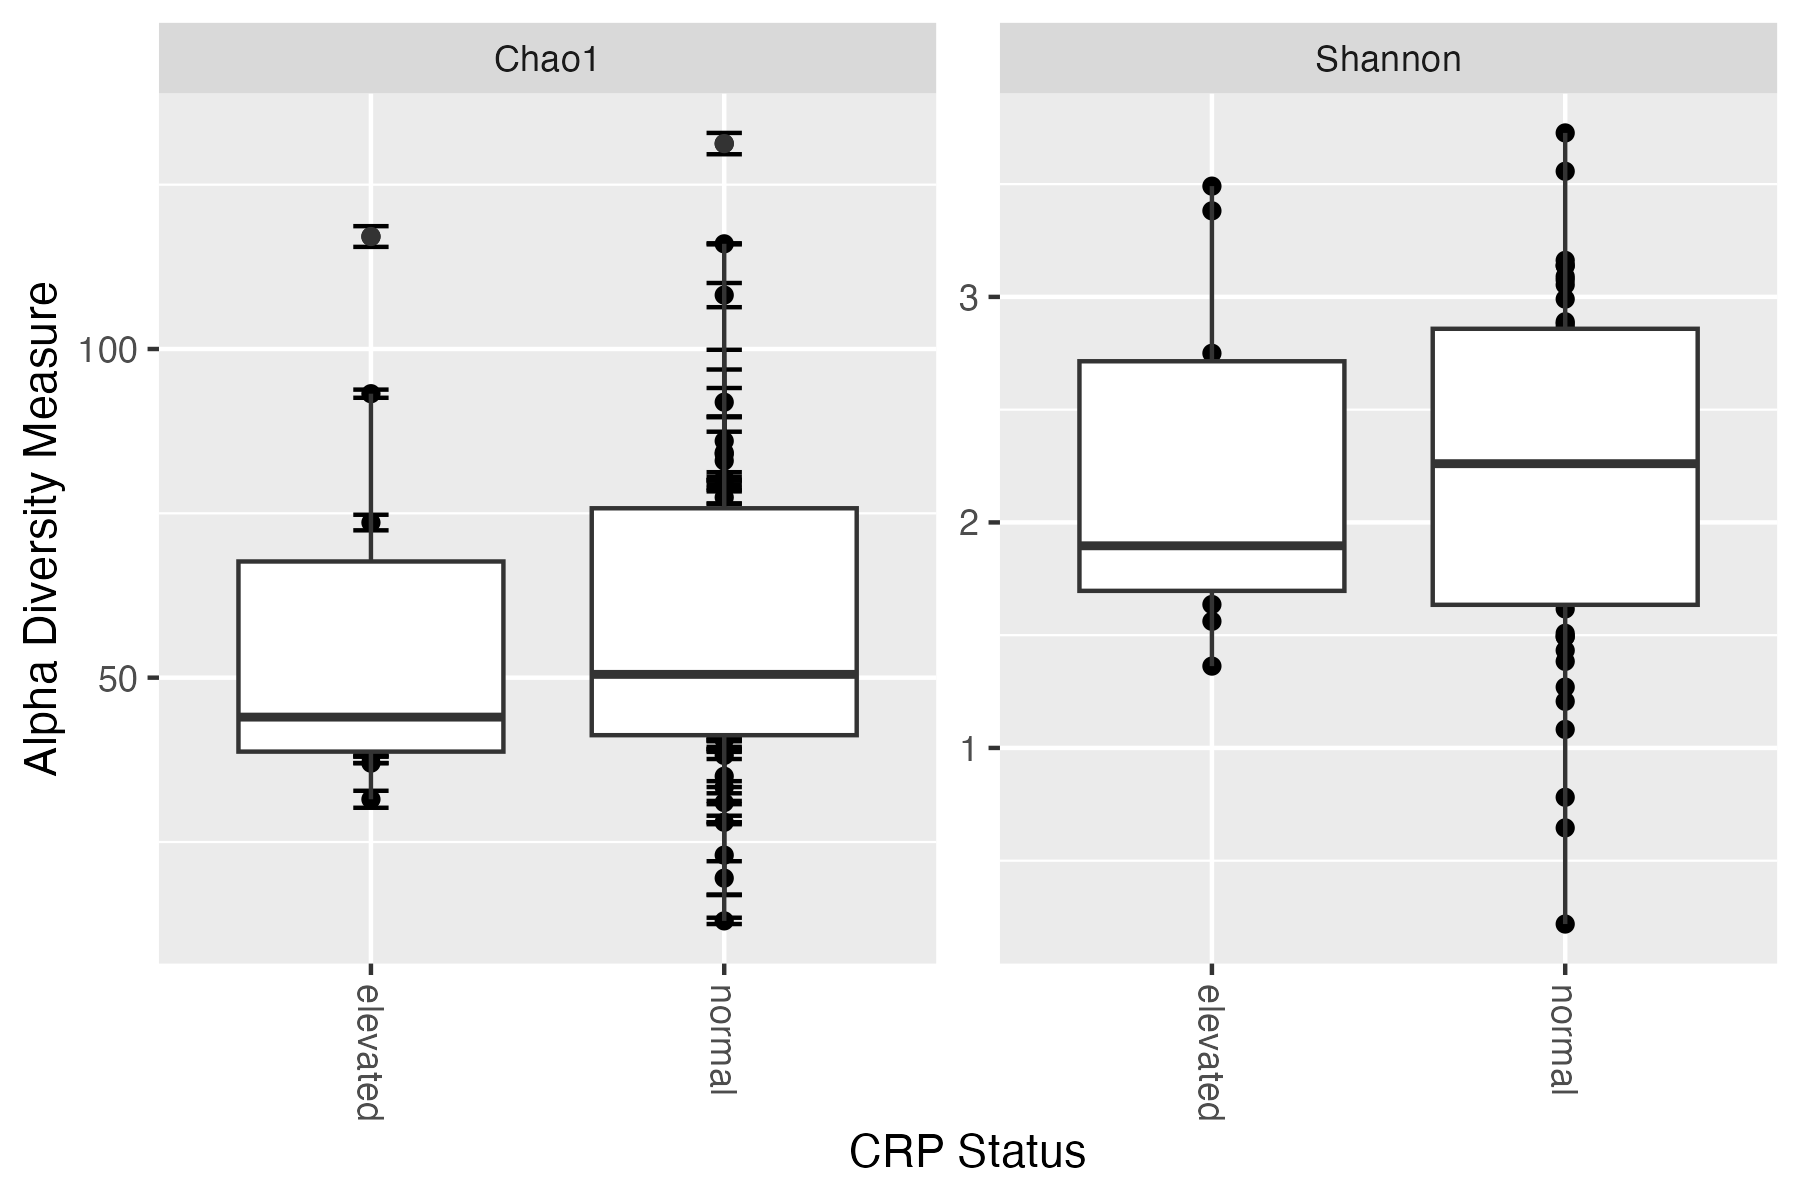 Chao1
Shannon
Alpha Diversity Measure
100
50
3
2
1
elevated
normal
elevated
normal
CRP Status